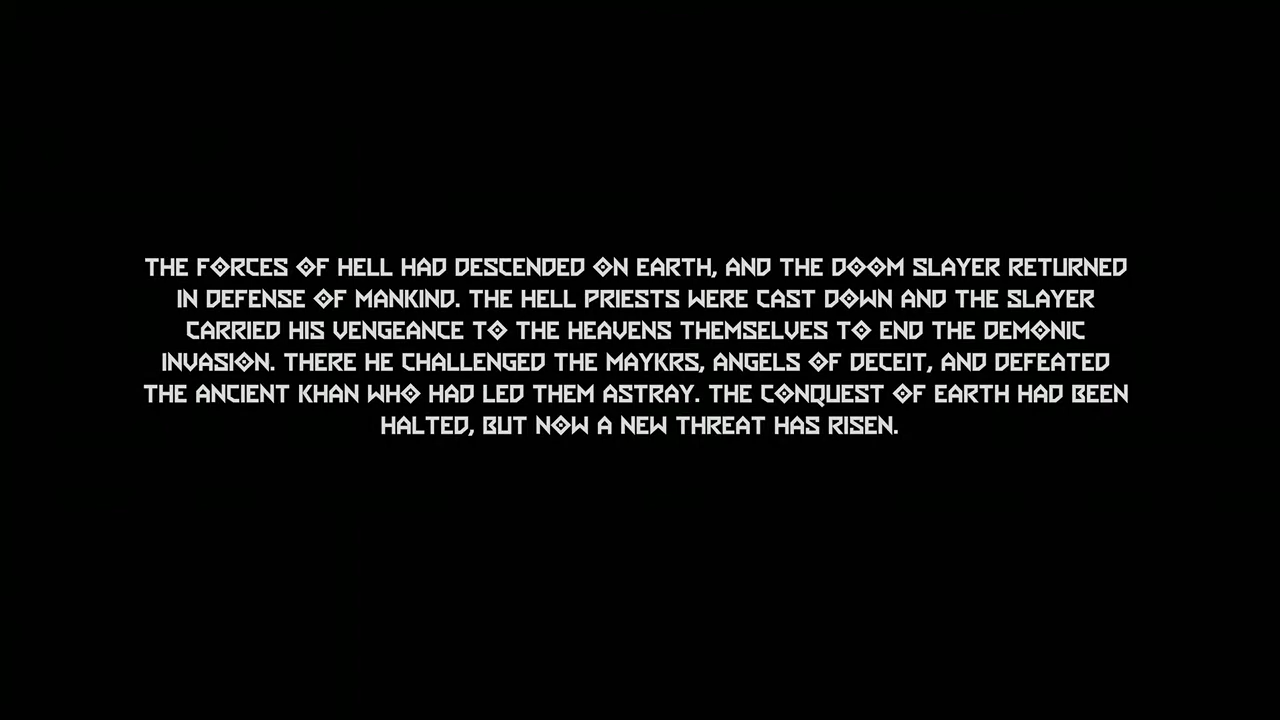 THE FORCES OF HELL HAD DESCENDED ON EARTH, AND THE DOOM SLAYER RETURNED
IN DEFENSE OF MANKIND. THE HELL PRIESTS WERE CAST DOWN AND THE SLAYER
CARRIED HIS VENGEANCE TO THE HEAVENS THEMSELVES TO END THE DEMONIC
INVASION. THERE HE CHALLENGED THE MAYKRS, ANGELS OF DECEIT, AND DEFEATED
THE ANCIENT KHAN WHO HAD LED THEM ASTRAY. THE CONQUEST OF EARTH HAD BEEN
HALTED, BUT NOW A NEW THREAT HAS RISEN.